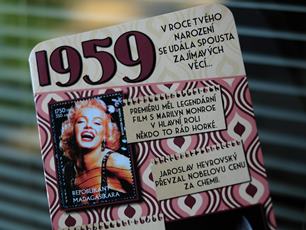 1959
V ROCE TVÉHO
NAROZENÍ
SE UDÁLA SPOUSTA
ZAJÍMAVÝCH
VĚCÍ...
PREMIÉRU MĚL LEGENDÁRNÍ
FILM S MARILYN MONROE
V HLAVNÍ ROLI
NĚKDO TO RÁD HORKÉ
REPOBLIKAN'I
MADAGASIKARA
JAROSLAV HEYROVSKÝ
PŘEVZAL NOBELOVU CENU
ZA CHEMII.